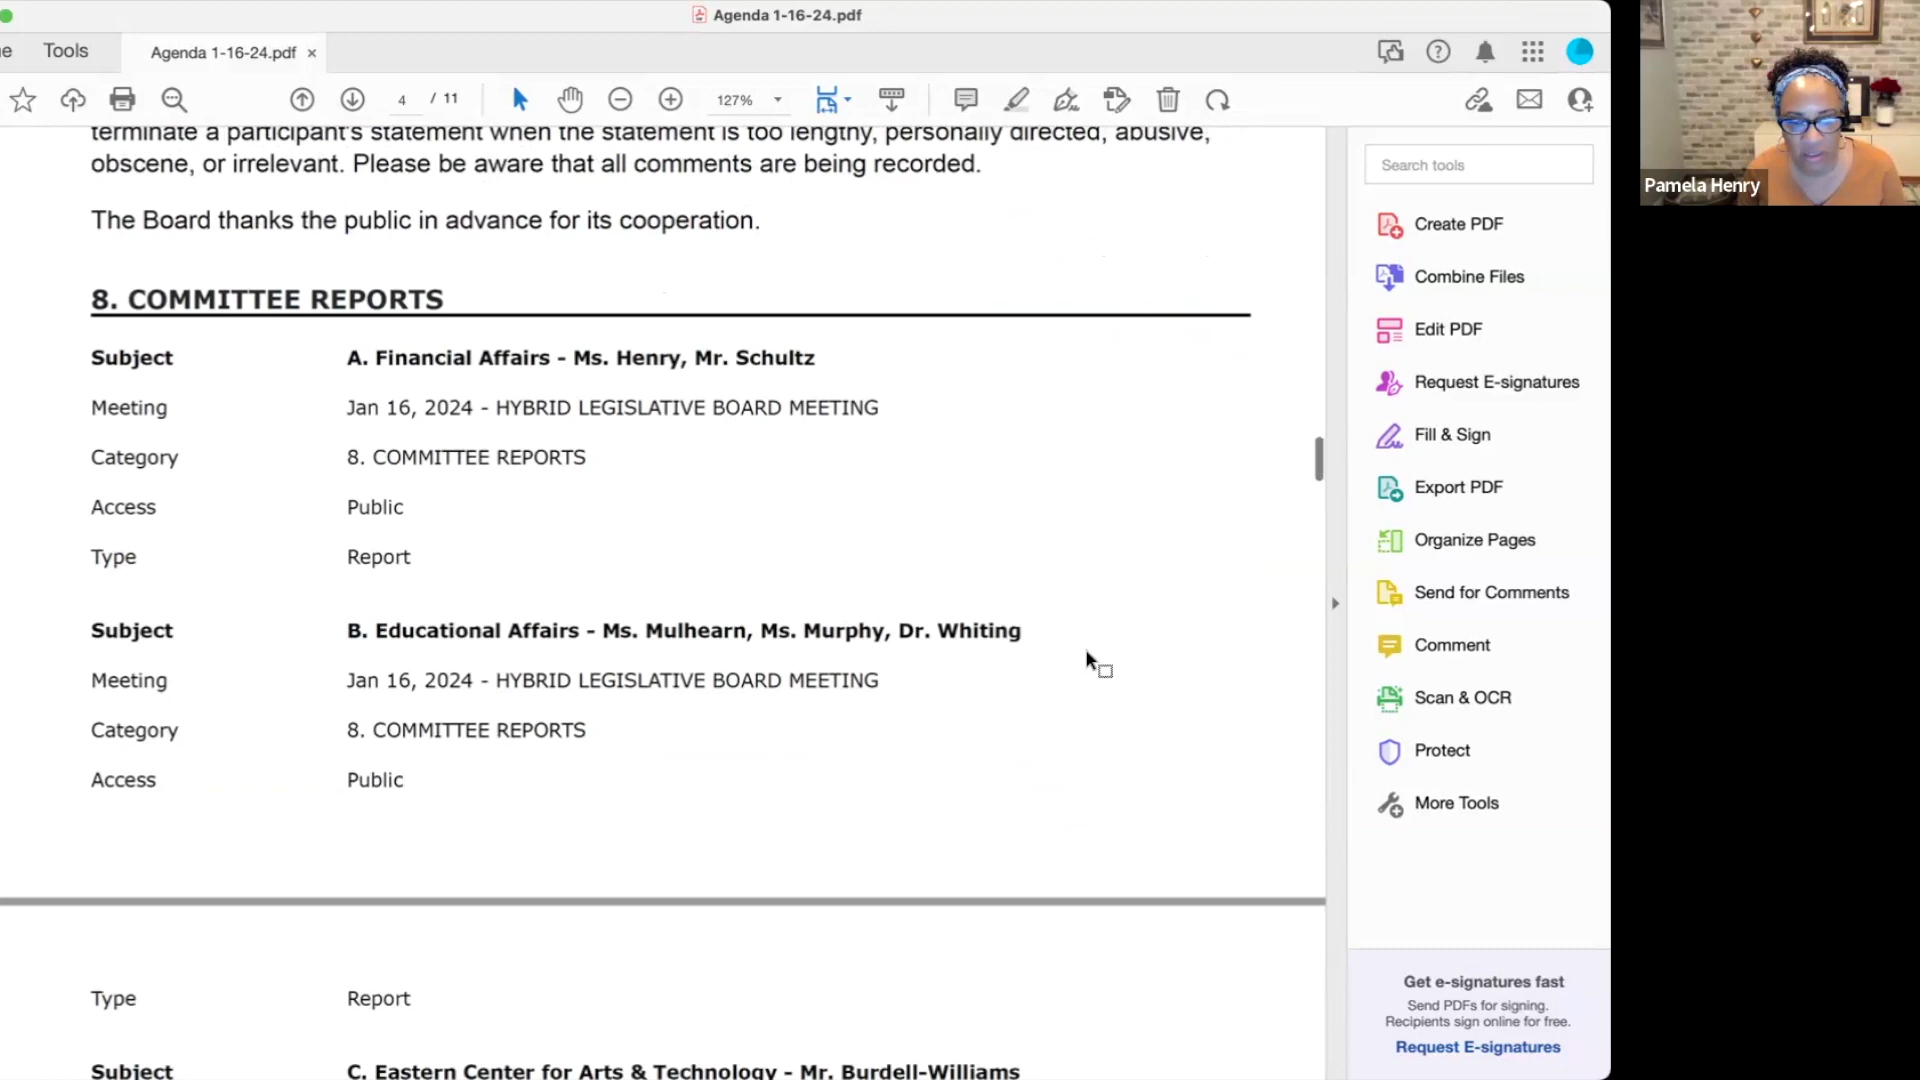 Agenda 1-16-24.pdf
e
Tools
Agenda 1-16-24.pdf ×
4 / 11
127%
terminate a participant's statement when the statement is too lengthy, personally directed, abusive,
obscene, or irrelevant. Please be aware that all comments are being recorded.
The Board thanks the public in advance for its cooperation.
8. COMMITTEE REPORTS
Subject A. Financial Affairs - Ms. Henry, Mr. Schultz
Meeting Jan 16, 2024 - HYBRID LEGISLATIVE BOARD MEETING
Category 8. COMMITTEE REPORTS
Access Public
Type Report
Subject B. Educational Affairs - Ms. Mulhearn, Ms. Murphy, Dr. Whiting
Meeting Jan 16, 2024 - HYBRID LEGISLATIVE BOARD MEETING
Category 8. COMMITTEE REPORTS
Access Public
Type Report
Subject C. Eastern Center for Arts & Technology - Mr. Burdell-Williams
Search tools
Create PDF
Combine Files
Edit PDF
Request E-signatures
Fill & Sign
Export PDF
Organize Pages
Send for Comments
Comment
Scan & OCR
Protect
More Tools
Get e-signatures fast
Send PDFs for signing.
Recipients sign online for free.
Request E-signatures
Pamela Henry